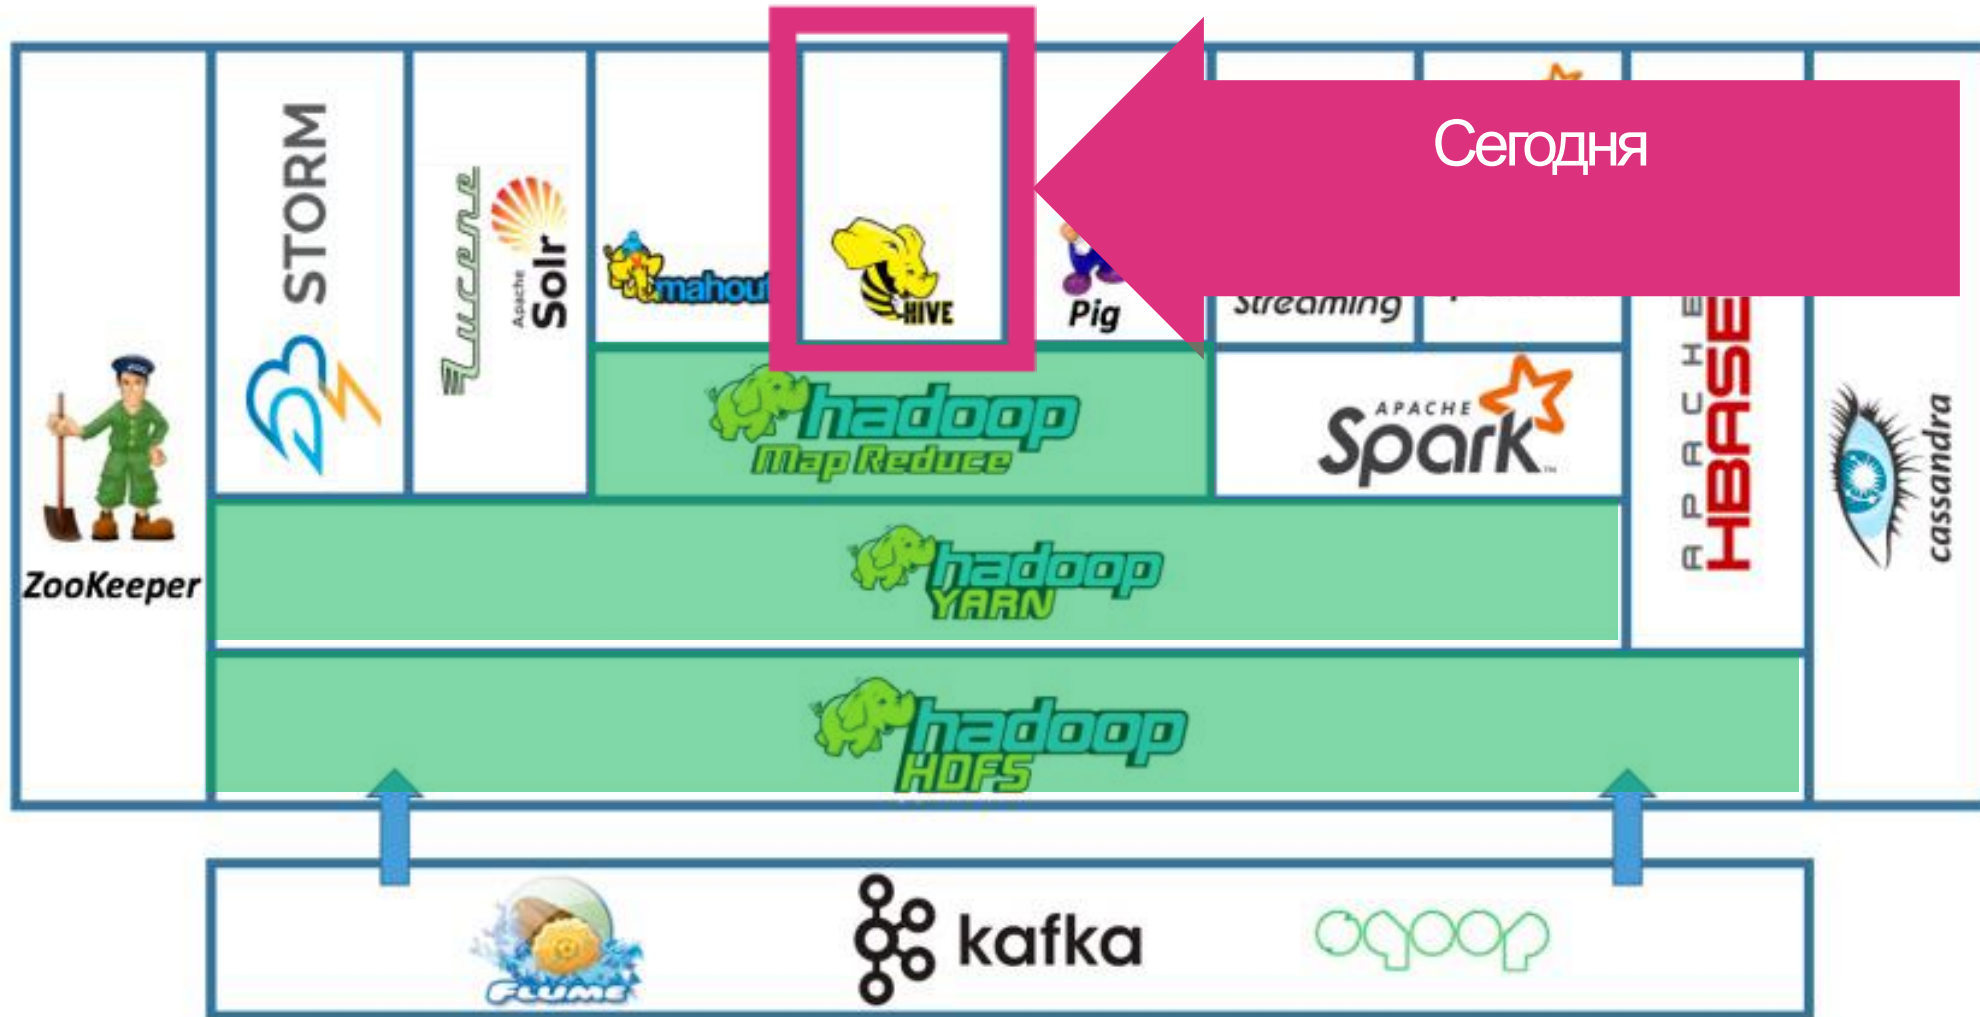 Сегодня
STORM
Lucene
Apache
Solr
mahout
HIVE
Pig
Streaming
APACHE
HBASE
cassandra
ZooKeeper
hadoop
Map Reduce
APACHE
Spark
hadoop
YARN
hadoop
HDFS
FLUME
kafka
sqoop